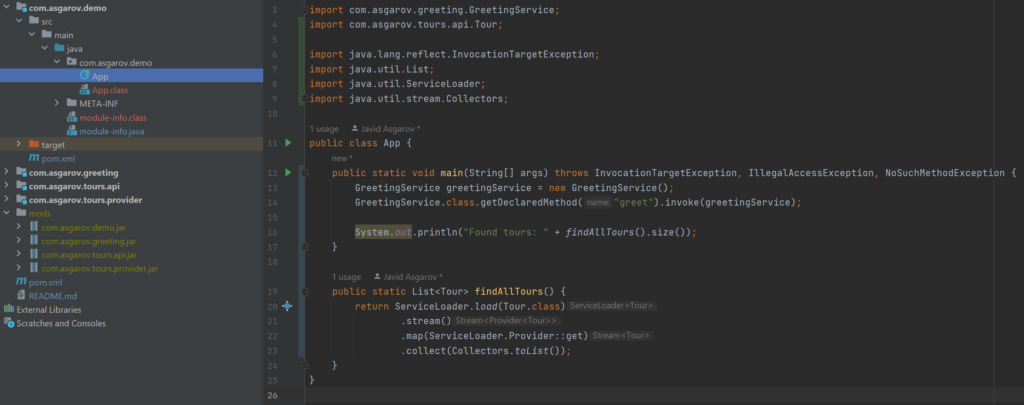 com.asgarov.demo
src
main
java
com.asgarov.demo
App
App.class
META-INF
module-info.class
module-info.java
target
pom.xml
com.asgarov.greeting
com.asgarov.tours.api
com.asgarov.tours.provider
mods
com.asgarov.demo.jar
com.asgarov.greeting.jar
com.asgarov.tours.api.jar
com.asgarov.tours.provider.jar
pom.xml
README.md
External Libraries
Scratches and Consoles
3 import com.asgarov.greeting.GreetingService;
4 import com.asgarov.tours.api.Tour;
5
6 import java.lang.reflect.InvocationTargetException;
7 import java.util.List;
8 import java.util.ServiceLoader;
9 import java.util.stream.Collectors;
10
1 usage Javid Asgarov *
11 public class App {
new *
12 public static void main(String[] args) throws InvocationTargetException, IllegalAccessException, NoSuchMethodException {
13 GreetingService greetingService = new GreetingService();
14 GreetingService.class.getDeclaredMethod( name: "greet").invoke(greetingService);
15
16 System.out.println("Found tours: " + findAllTours().size());
17 }
18
1 usage Javid Asgarov *
19 public static List<Tour> findAllTours() {
20 return ServiceLoader.load(Tour.class) ServiceLoader<Tour>
21 .stream() Stream<Provider<Tour>>
22 .map(ServiceLoader.Provider::get) Stream<Tour>
23 .collect(Collectors.toList());
24 }
25 }
26